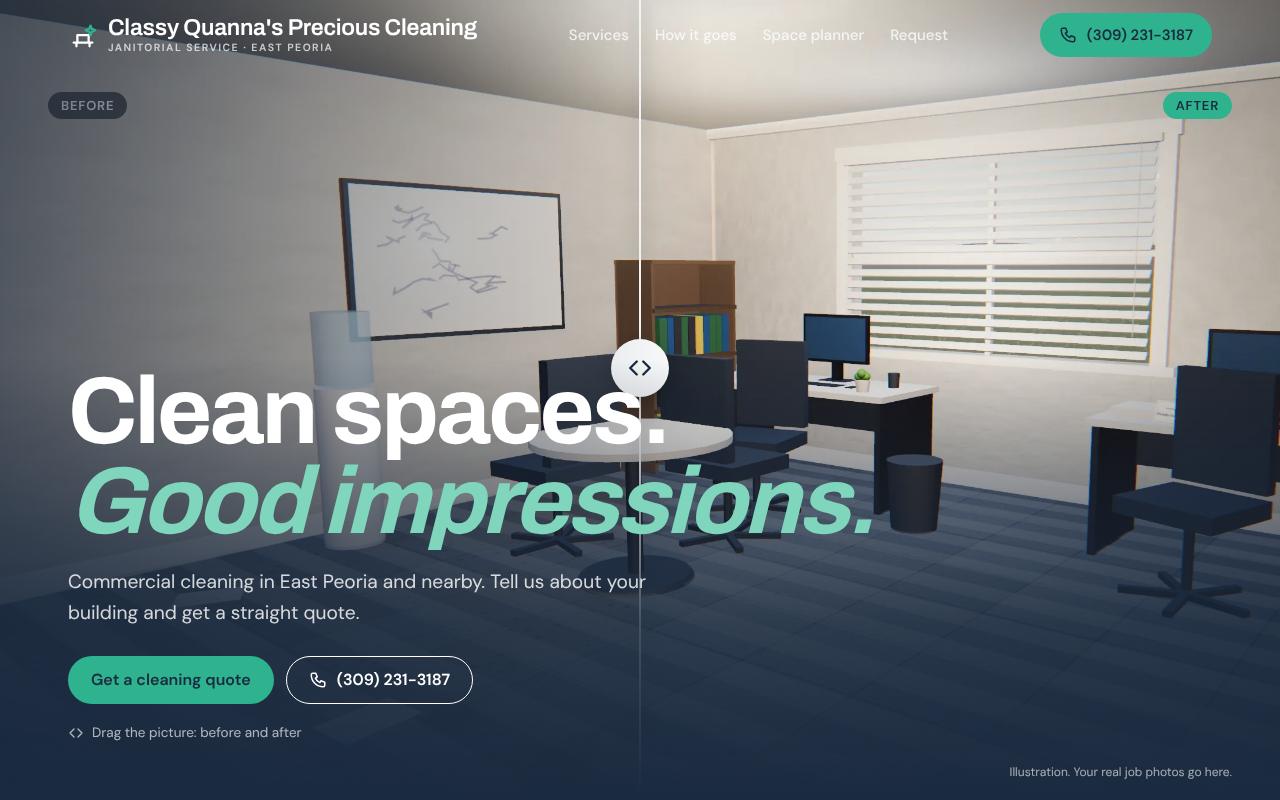 Classy Quanna's Precious Cleaning
JANITORIAL SERVICE · EAST PEORIA
Services
How it goes
Space planner
Request
(309) 231-3187
BEFORE
AFTER
Clean spaces.
Good impressions.
Commercial cleaning in East Peoria and nearby. Tell us about your
building and get a straight quote.
Get a cleaning quote
(309) 231-3187
Drag the picture: before and after
Illustration. Your real job photos go here.